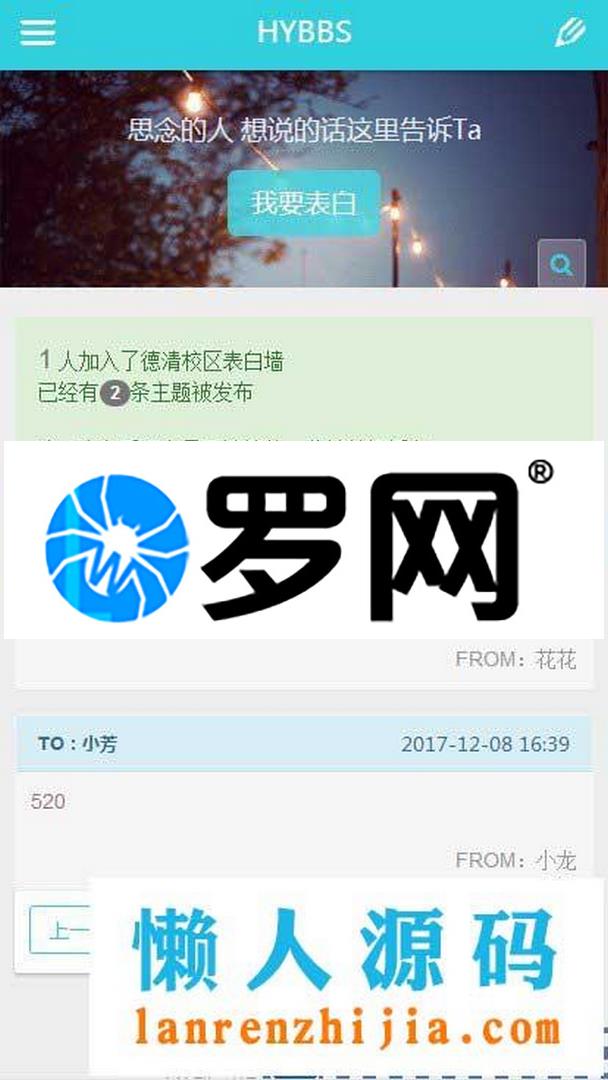 HYBBS
思念的人 想说的话这里告诉Ta
我要表白
1 人加入了德清校区表白墙
已经有2条主题被发布
罗网®
FROM：花花
TO：小芳 2017-12-08 16:39
520
FROM：小龙
上一
懒人源码
lanrenzhijia.com